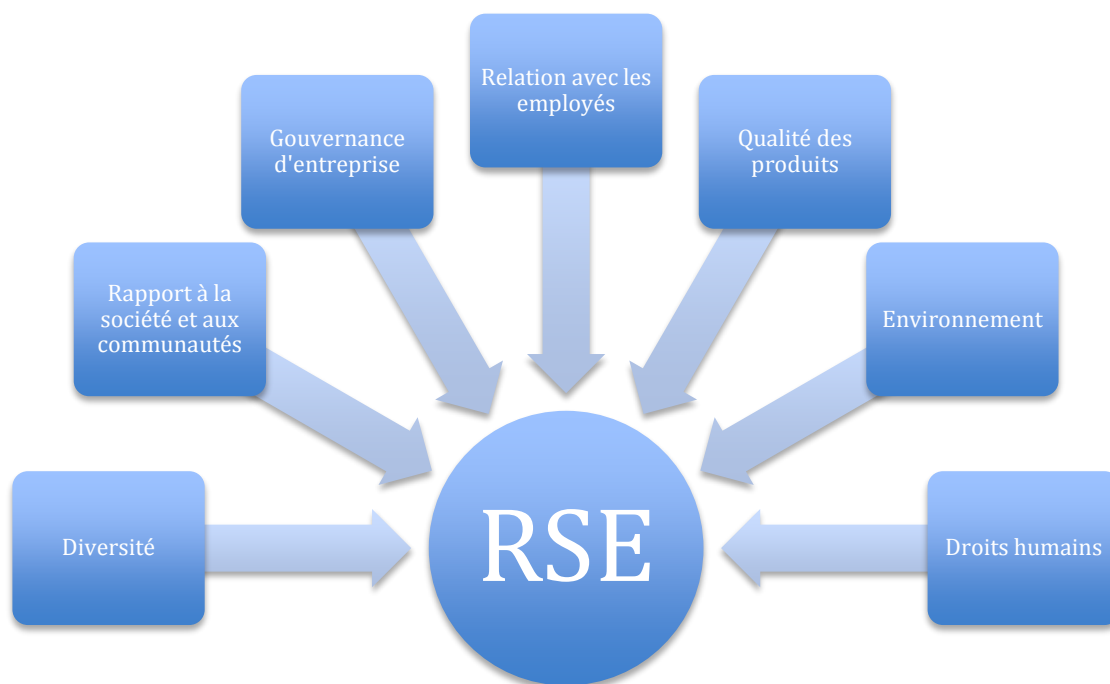 Relation avec les
employés
Gouvernance
d'entreprise
Qualité des
produits
Rapport à la
société et aux
communautés
Environnement
Diversité
RSE
Droits humains